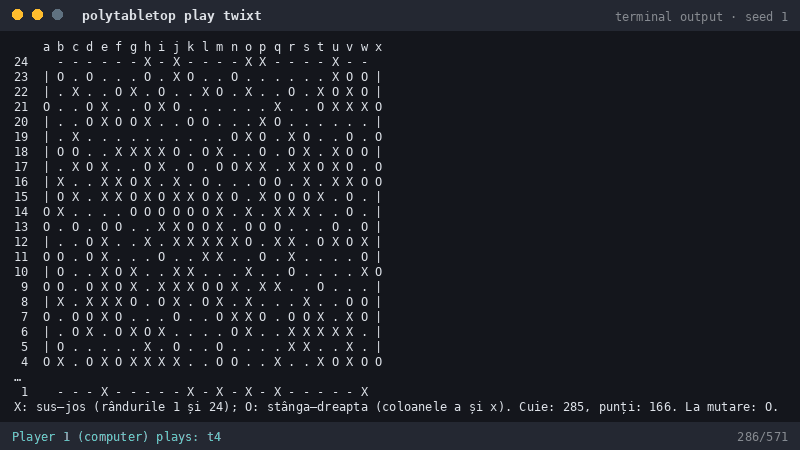 polytabletop play twixt
terminal output · seed 1
    a b c d e f g h i j k l m n o p q r s t u v w x
24    - - - - - - X - X - - - - X X - - - - X - -
23  | O . O . . . O . X O . . O . . . . . . X O O |
22  | . X . . O X . O . . X O . X . . O . X O X O |
21  O . . O X . . O X O . . . . . . X . . O X X X O
20  | . . O X O O X . . O O . . . X O . . . . . . |
19  | . X . . . . . . . . . . O X O . X O . . O . O
18  | O O . . X X X X O . O X . . O . O X . X O O |
17  | . X O X . . O X . O . O O X X . X X O X O . O
16  | X . . X X O X . X . O . . . O O . X . X X O O
15  | O X . X X O X O X X O X O . X O O O X . O . |
14  O X . . . . O O O O O O X . X . X X X . . O . |
13  O . O . O O . . X X O O X . O O O . . . O . O |
12  | . . O X . . X . X X X X X O . X X . O X O X |
11  O O . O X . . . O . . X X . . O . X . . . . O |
10  | O . . X O X . . X X . . . X . . O . . . . X O
 9  O O . O X O X . X X X O O X . X X . . O . . . |
 8  | X . X X X O . O X . O X . X . . . X . . O O |
 7  O . O O X O . . . O . . O X X O . O O X . X O |
 6  | . O X . O X O X . . . . O X . . X X X X X . |
 5  | O . . . . . X . O . . O . . . . X X . . X . |
 4  O X . O X O X X X X . . O O . . X . . X O X O O
…
 1    - - - X - - - - - X - X - X - X - - - - - X
X: sus–jos (rândurile 1 și 24); O: stânga–dreapta (coloanele a și x). Cuie: 285, punți: 166. La mutare: O.
Player 1 (computer) plays: t4
286/571